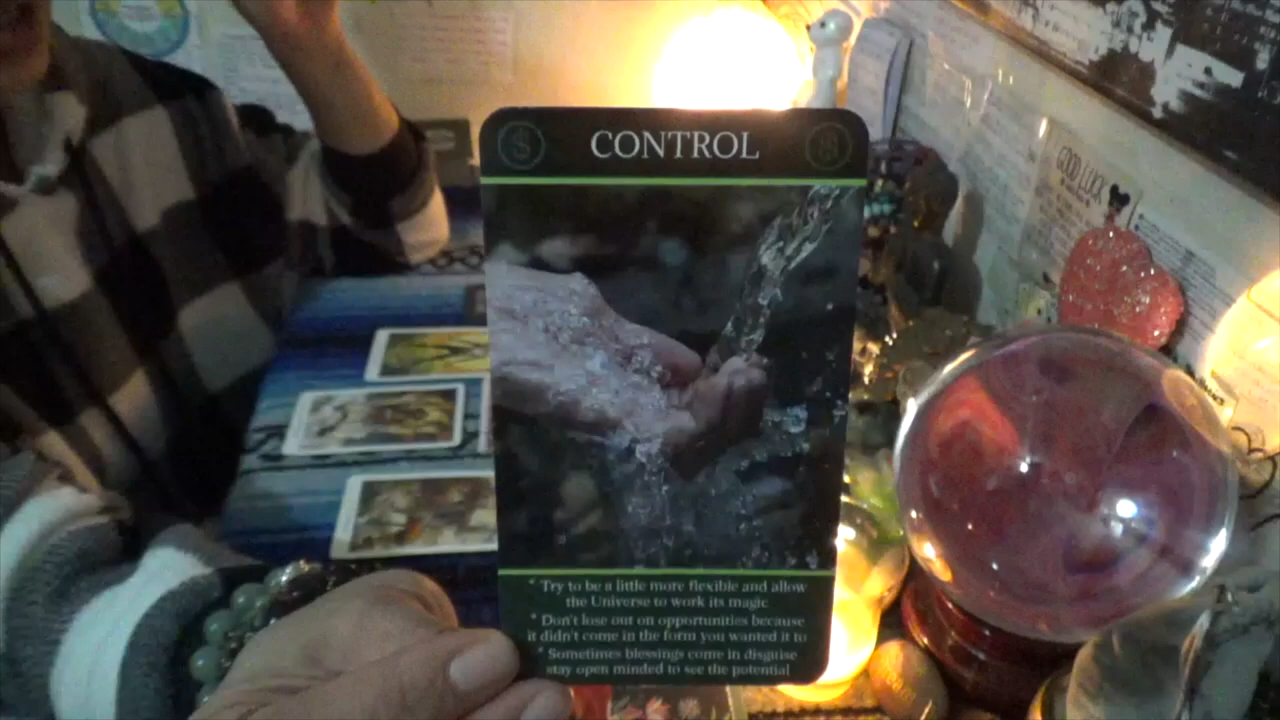 CONTROL
$
GOOD LUCK
* Try to be a little more flexible and allow
the Universe to work its magic
* Don't lose out on opportunities because
it didn't come in the form you wanted it to
* Sometimes blessings come in disguise
stay open minded to see the potential